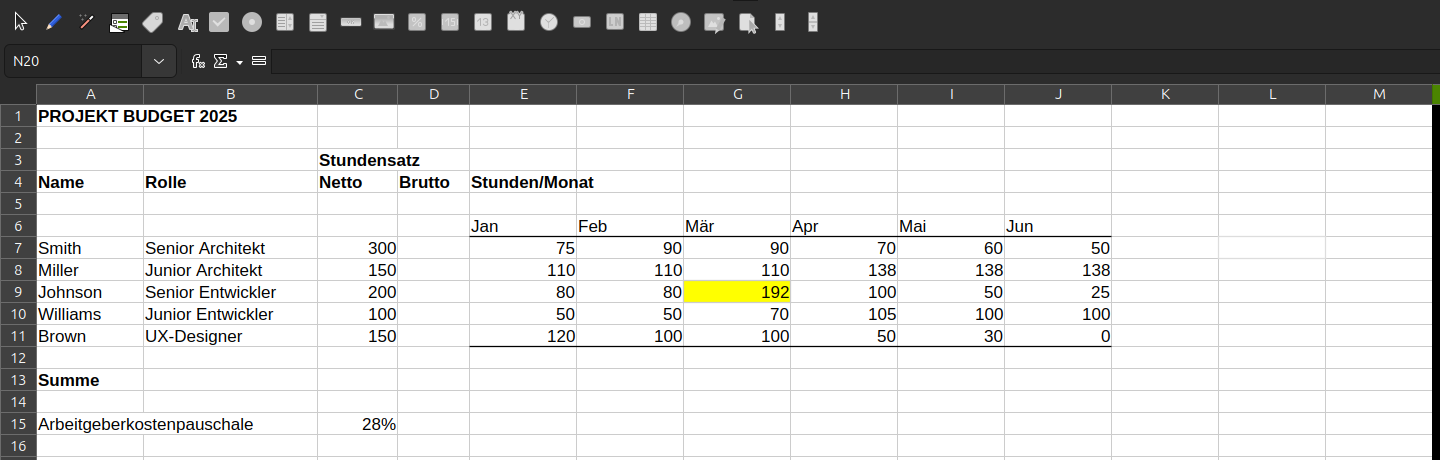 N20
A B C D E F G H I J K L M
1 PROJEKT BUDGET 2025
2
3 Stundensatz
4 Name Rolle Netto Brutto Stunden/Monat
5
6 Jan Feb Mär Apr Mai Jun
7 Smith Senior Architekt 300 75 90 90 70 60 50
8 Miller Junior Architekt 150 110 110 110 138 138 138
9 Johnson Senior Entwickler 200 80 80 192 100 50 25
10 Williams Junior Entwickler 100 50 50 70 105 100 100
11 Brown UX-Designer 150 120 100 100 50 30 0
12
13 Summe
14
15 Arbeitgeberkostenpauschale 28%
16